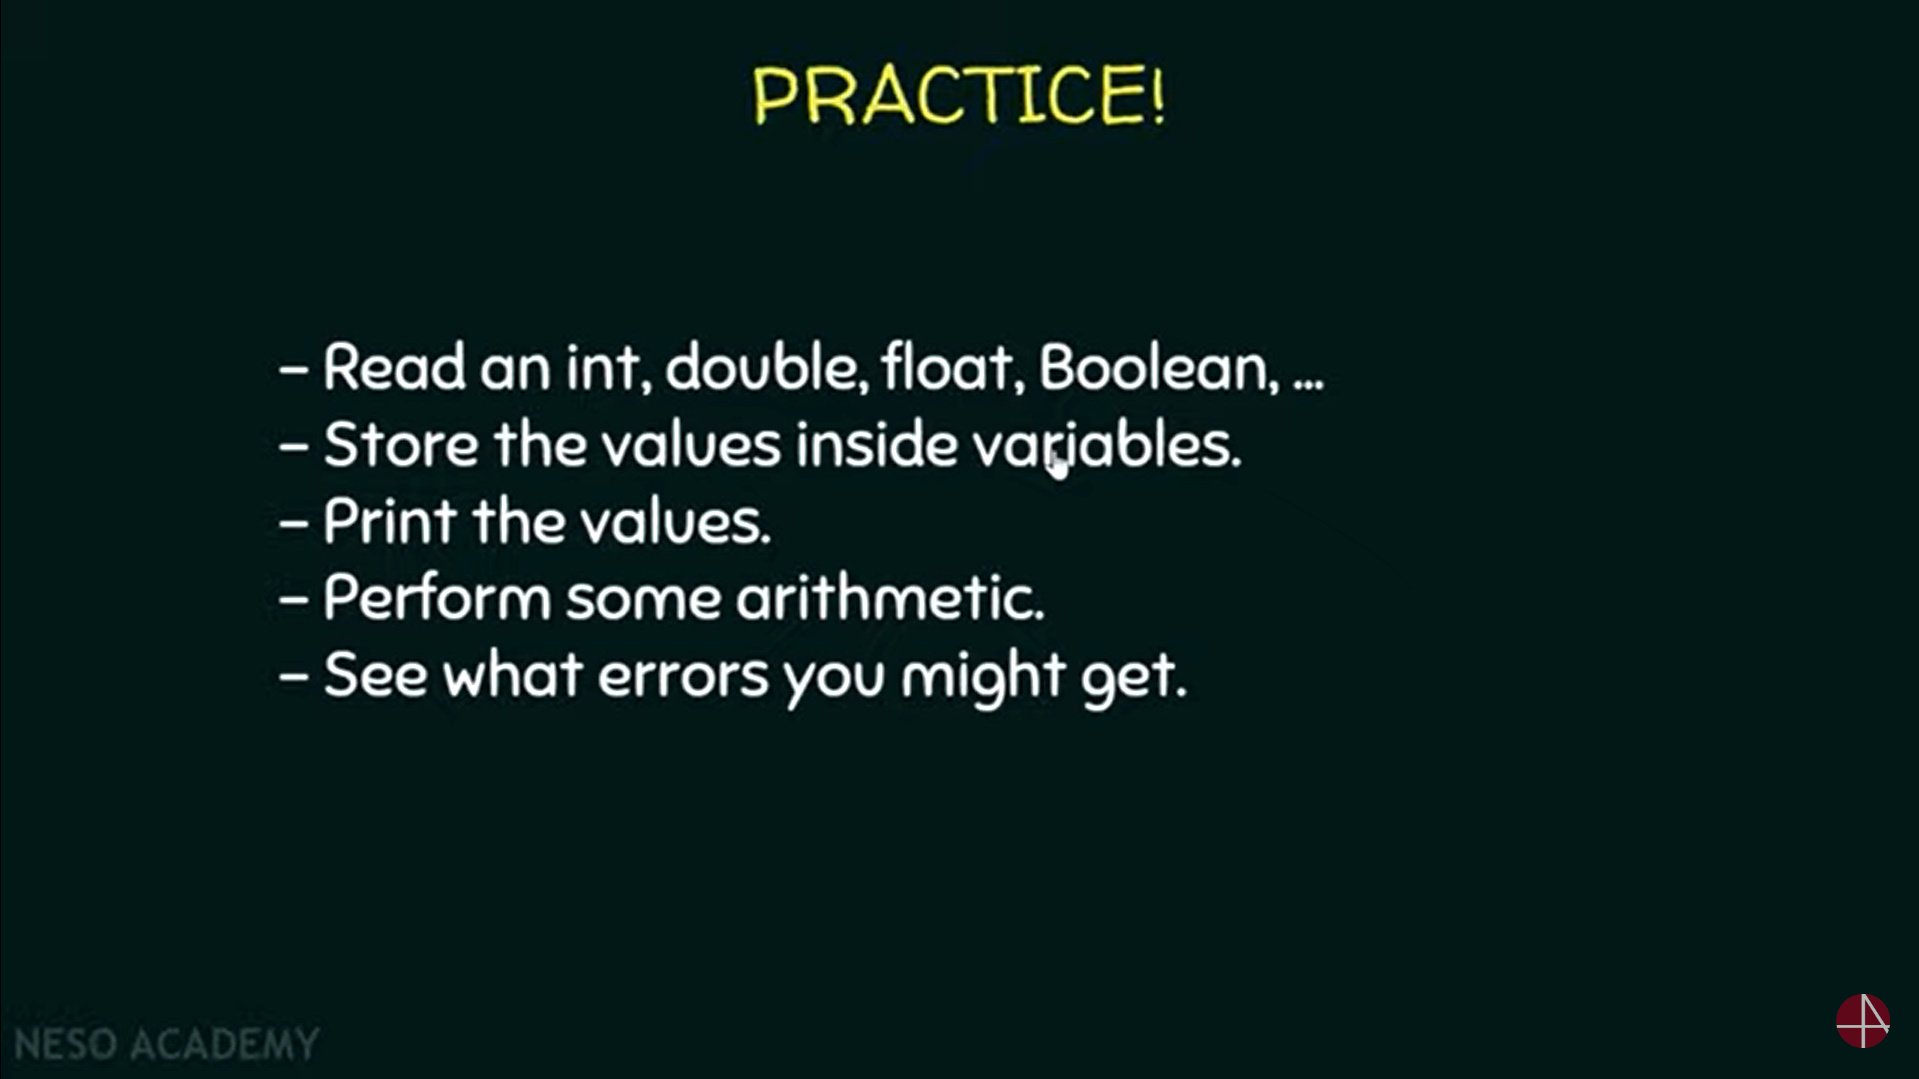 PRACTICE!
– Read an int, double, float, Boolean, ...
– Store the values inside variables.
– Print the values.
– Perform some arithmetic.
– See what errors you might get.
NESO ACADEMY